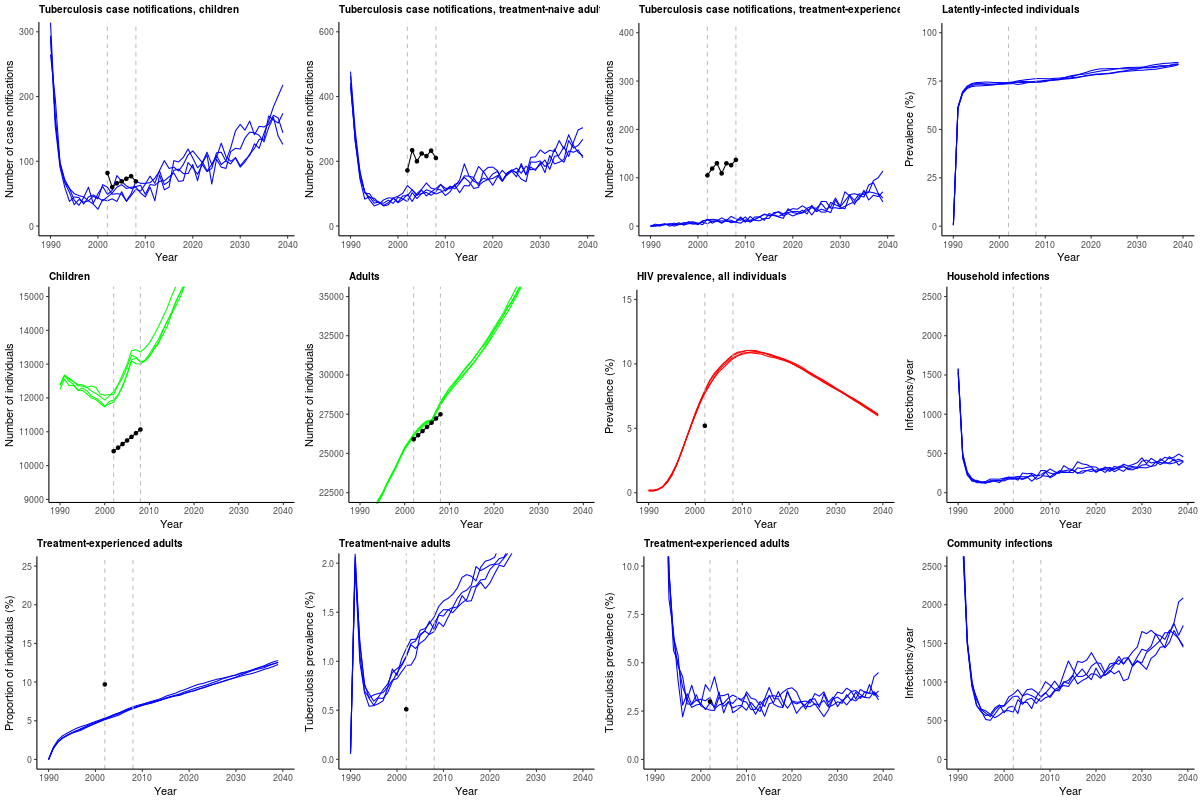 Tuberculosis case notifications, children
Number of case notifications
300
200
100
0
1990 2000 2010 2020 2030 2040
Year
Tuberculosis case notifications, treatment-naive adul
Number of case notifications
600
400
200
0
1990 2000 2010 2020 2030 2040
Year
Tuberculosis case notifications, treatment-experience
Number of case notifications
400
300
200
100
0
1990 2000 2010 2020 2030 2040
Year
Latently-infected individuals
Prevalence (%)
100
75
50
25
0
1990 2000 2010 2020 2030 2040
Year
Children
Number of individuals
15000
14000
13000
12000
11000
10000
9000
1990 2000 2010 2020 2030 2040
Year
Adults
Number of individuals
35000
32500
30000
27500
25000
22500
1990 2000 2010 2020 2030 2040
Year
HIV prevalence, all individuals
Prevalence (%)
15
10
5
0
1990 2000 2010 2020 2030 2040
Year
Household infections
Infections/year
2500
2000
1500
1000
500
0
1990 2000 2010 2020 2030 2040
Year
Treatment-experienced adults
Proportion of individuals (%)
25
20
15
10
5
0
1990 2000 2010 2020 2030 2040
Year
Treatment-naive adults
Tuberculosis prevalence (%)
2.0
1.5
1.0
0.5
0.0
1990 2000 2010 2020 2030 2040
Year
Treatment-experienced adults
Tuberculosis prevalence (%)
10.0
7.5
5.0
2.5
0.0
1990 2000 2010 2020 2030 2040
Year
Community infections
Infections/year
2500
2000
1500
1000
500
0
1990 2000 2010 2020 2030 2040
Year